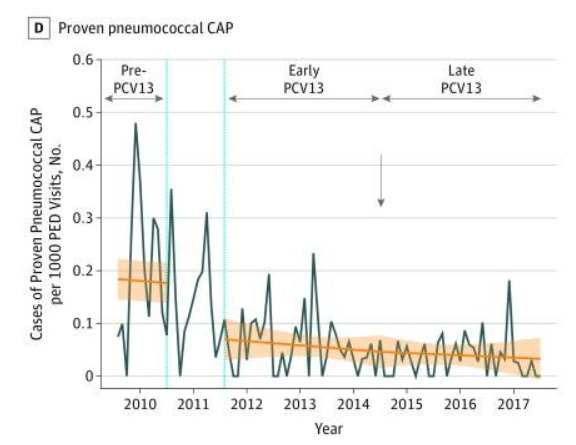 D Proven pneumococcal CAP
Cases of Proven Pneumococcal CAP
per 1000 PED Visits, No.
0.6
0.5
0.4
0.3
0.2
0.1
0
Pre-
PCV13
Early
PCV13
Late
PCV13
2010 2011 2012 2013 2014 2015 2016 2017
Year